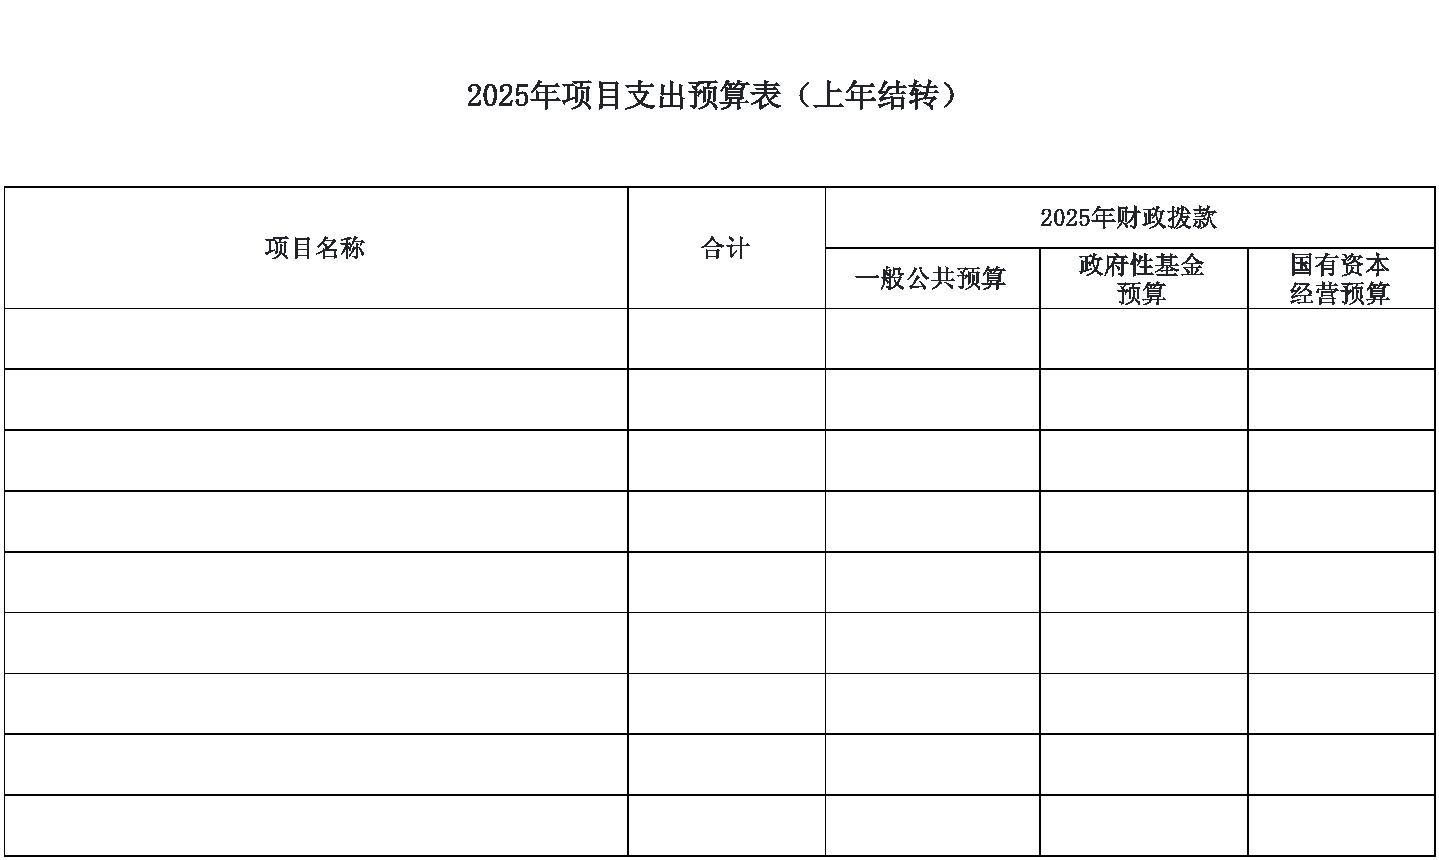 2025年项目支出预算表（上年结转）
项目名称
合计
2025年财政拨款
一般公共预算
政府性基金
预算
国有资本
经营预算